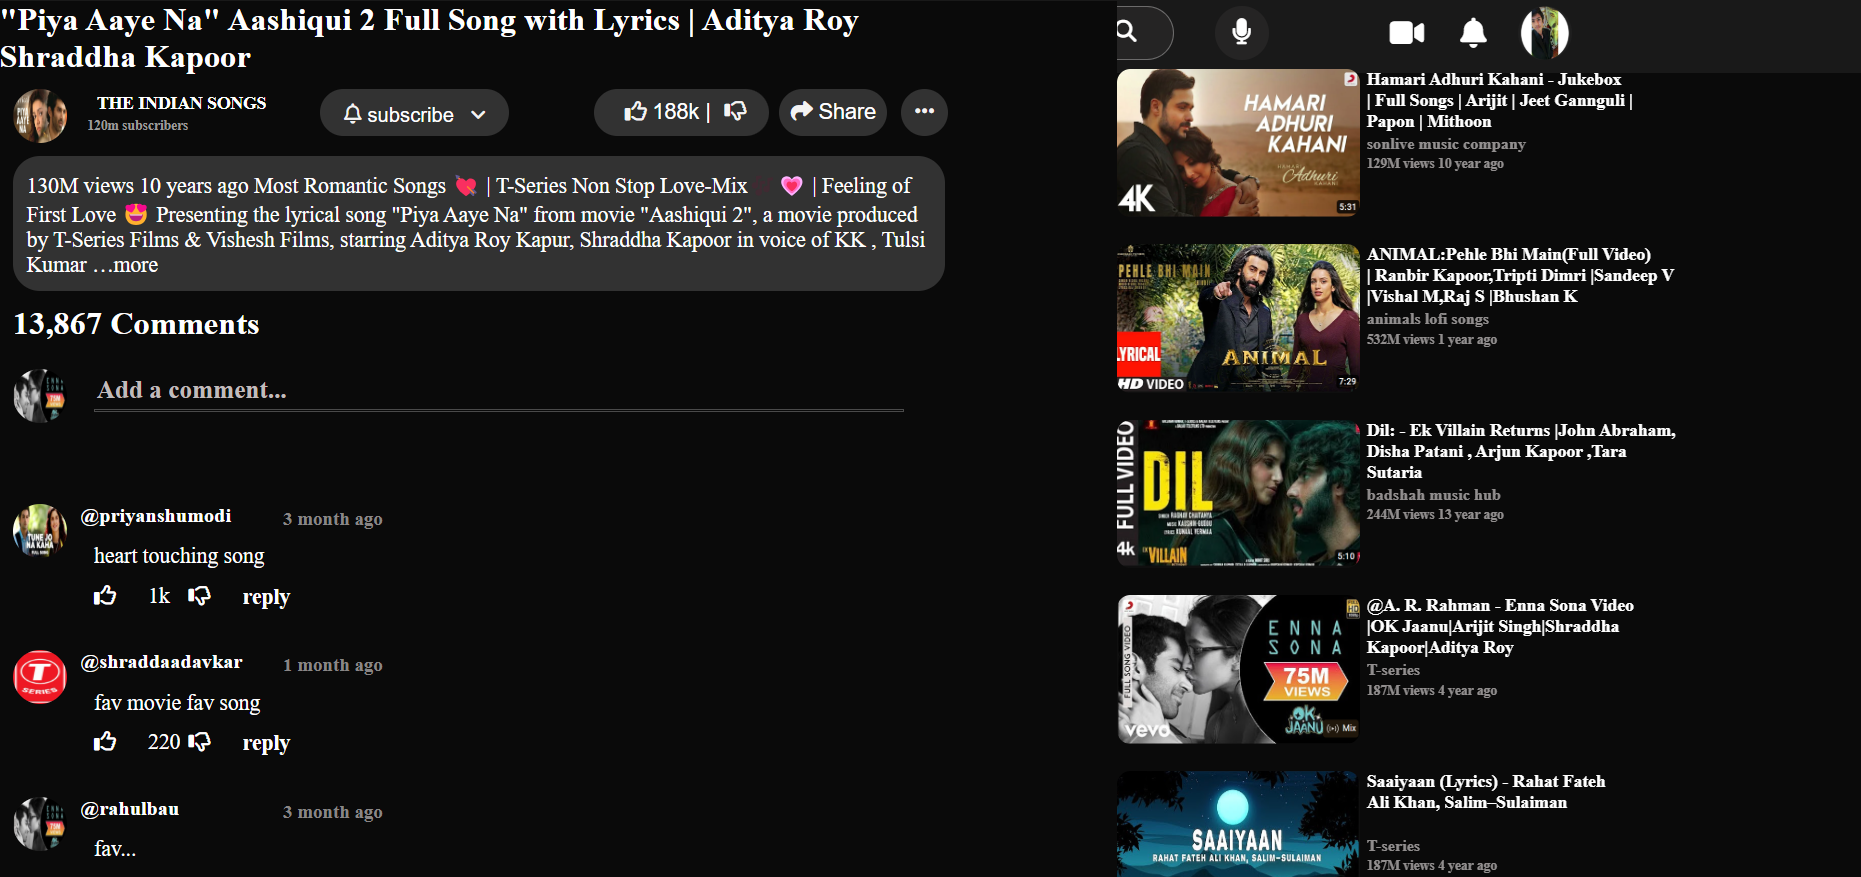 "Piya Aaye Na" Aashiqui 2 Full Song with Lyrics | Aditya Roy
Shraddha Kapoor
THE INDIAN SONGS
120m subscribers
subscribe
188k |
Share
130M views 10 years ago Most Romantic Songs 💘 | T-Series Non Stop Love-Mix 💗 | Feeling of
First Love 😍 Presenting the lyrical song "Piya Aaye Na" from movie "Aashiqui 2", a movie produced
by T-Series Films & Vishesh Films, starring Aditya Roy Kapur, Shraddha Kapoor in voice of KK , Tulsi
Kumar …more
13,867 Comments
Add a comment...
@priyanshumodi
3 month ago
heart touching song
1k
reply
@shraddaadavkar
1 month ago
fav movie fav song
220
reply
@rahulbau
3 month ago
fav...
HAMARI
ADHURI
KAHANI
HAMARI
Adhuri
KAHANI
4K
5:31
Hamari Adhuri Kahani - Jukebox
| Full Songs | Arijit | Jeet Gannguli |
Papon | Mithoon
sonlive music company
129M views 10 year ago
PEHLE BHI MAIN
LYRICAL
HD VIDEO
ANIMAL
7:29
ANIMAL:Pehle Bhi Main(Full Video)
| Ranbir Kapoor,Tripti Dimri |Sandeep V
|Vishal M,Raj S |Bhushan K
animals lofi songs
532M views 1 year ago
FULL VIDEO
4k
DIL
EK VILLAIN
5:10
Dil: - Ek Villain Returns |John Abraham,
Disha Patani , Arjun Kapoor ,Tara
Sutaria
badshah music hub
244M views 13 year ago
FULL SONG VIDEO
vevo
ENNA
SONA
75M
VIEWS
OK
JAANU
Mix
HD
@A. R. Rahman - Enna Sona Video
|OK Jaanu|Arijit Singh|Shraddha
Kapoor|Aditya Roy
T-series
187M views 4 year ago
SAAIYAAN
RAHAT FATEH ALI KHAN, SALIM-SULAIMAN
Saaiyaan (Lyrics) - Rahat Fateh
Ali Khan, Salim–Sulaiman
T-series
187M views 4 year ago